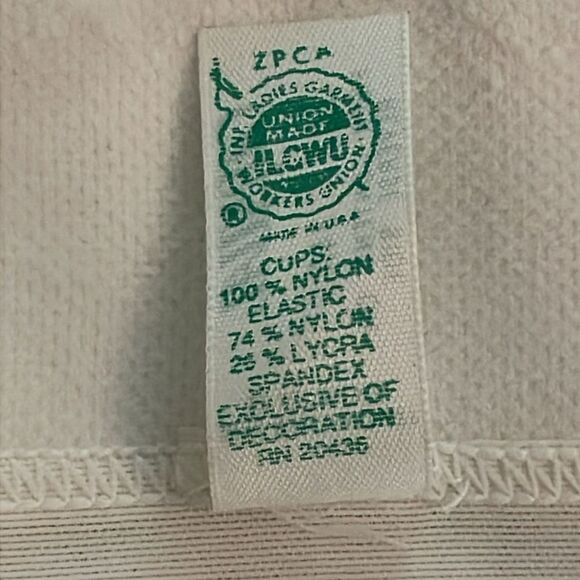 ZPCA
INT. LADIES GARMENT
UNION
MADE
ILGWU
WORKERS UNION
R
MADE IN U.S.A.
CUPS:
100 % NYLON
ELASTIC
74 % NYLON
26 % LYCRA
SPANDEX
EXCLUSIVE OF
DECORATION
RN 20436